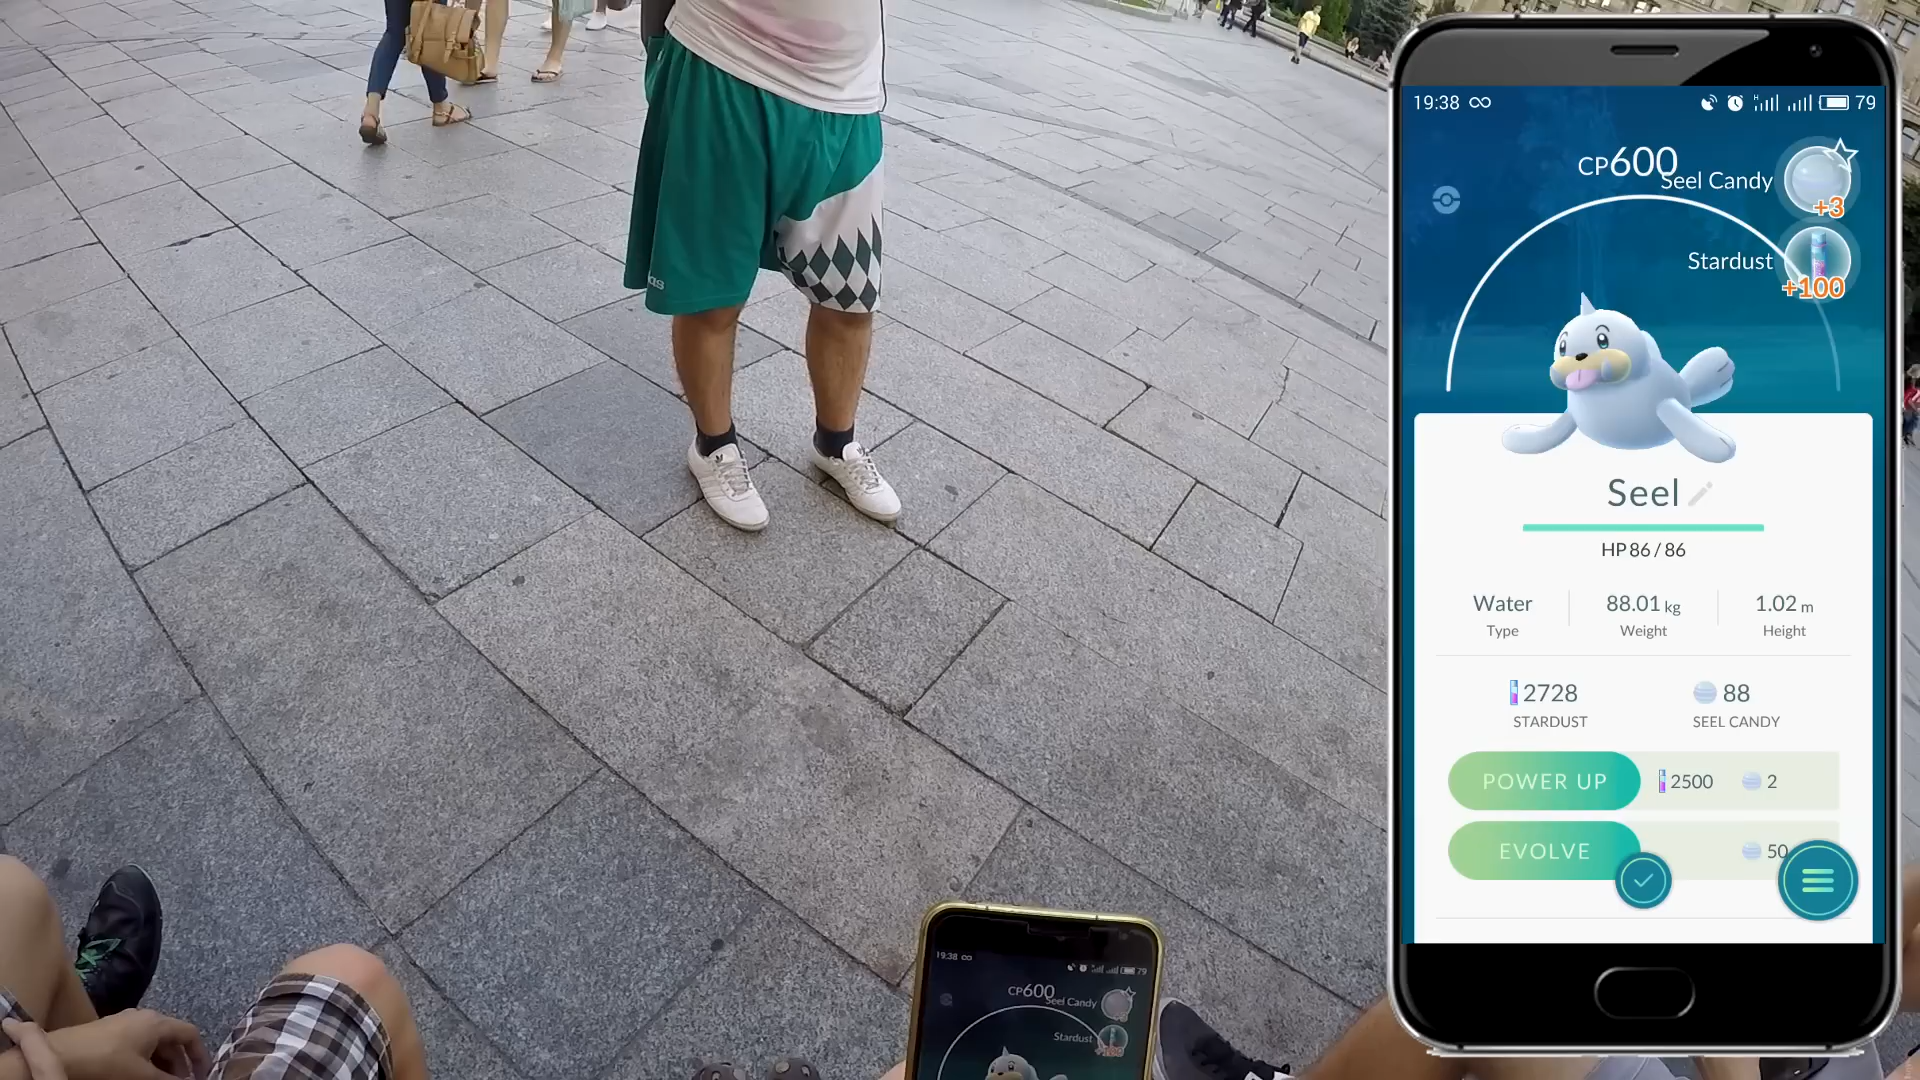 19:38 ∞ 79
CP600
Seel Candy
+3
Stardust
+100
Seel
HP 86 / 86
Water 88.01 kg 1.02 m
Type Weight Height
2728 88
STARDUST SEEL CANDY
POWER UP 2500 2
EVOLVE 50
19:38 ∞ 79
CP600
Seel Candy
Stardust
+100